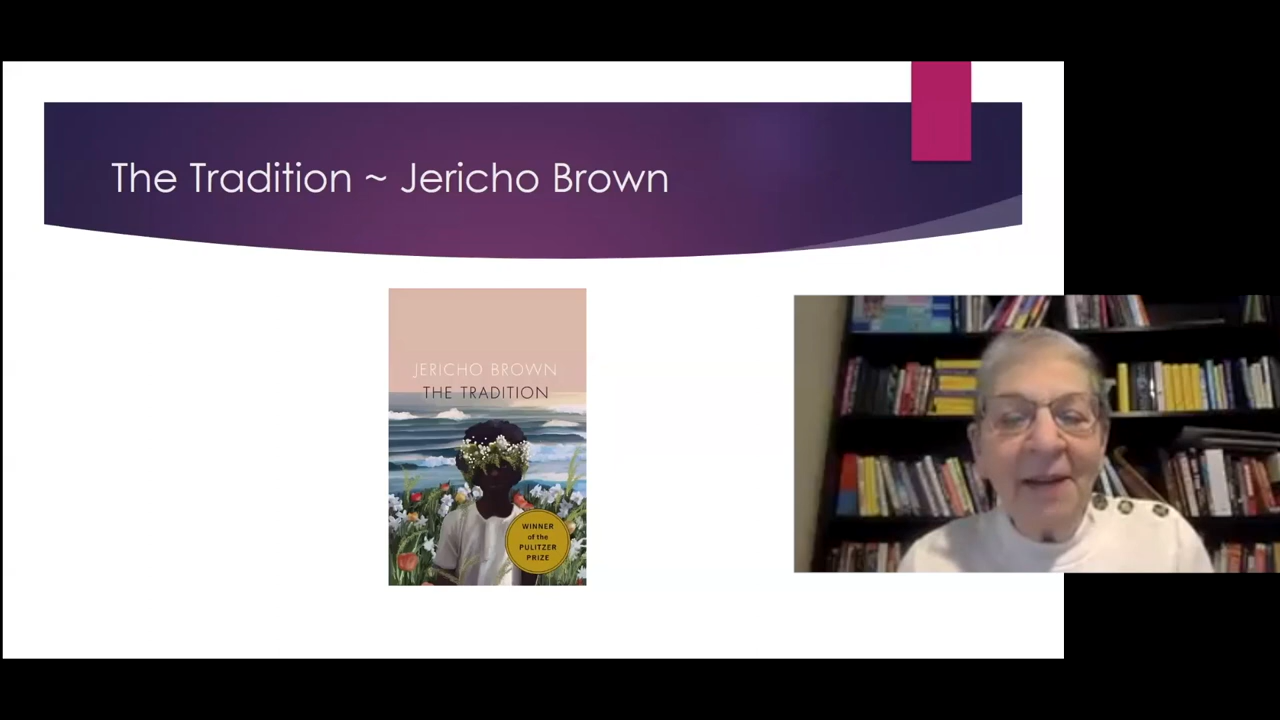 The Tradition ~ Jericho Brown
JERICHO BROWN
THE TRADITION
WINNER
of the
PULITZER
PRIZE